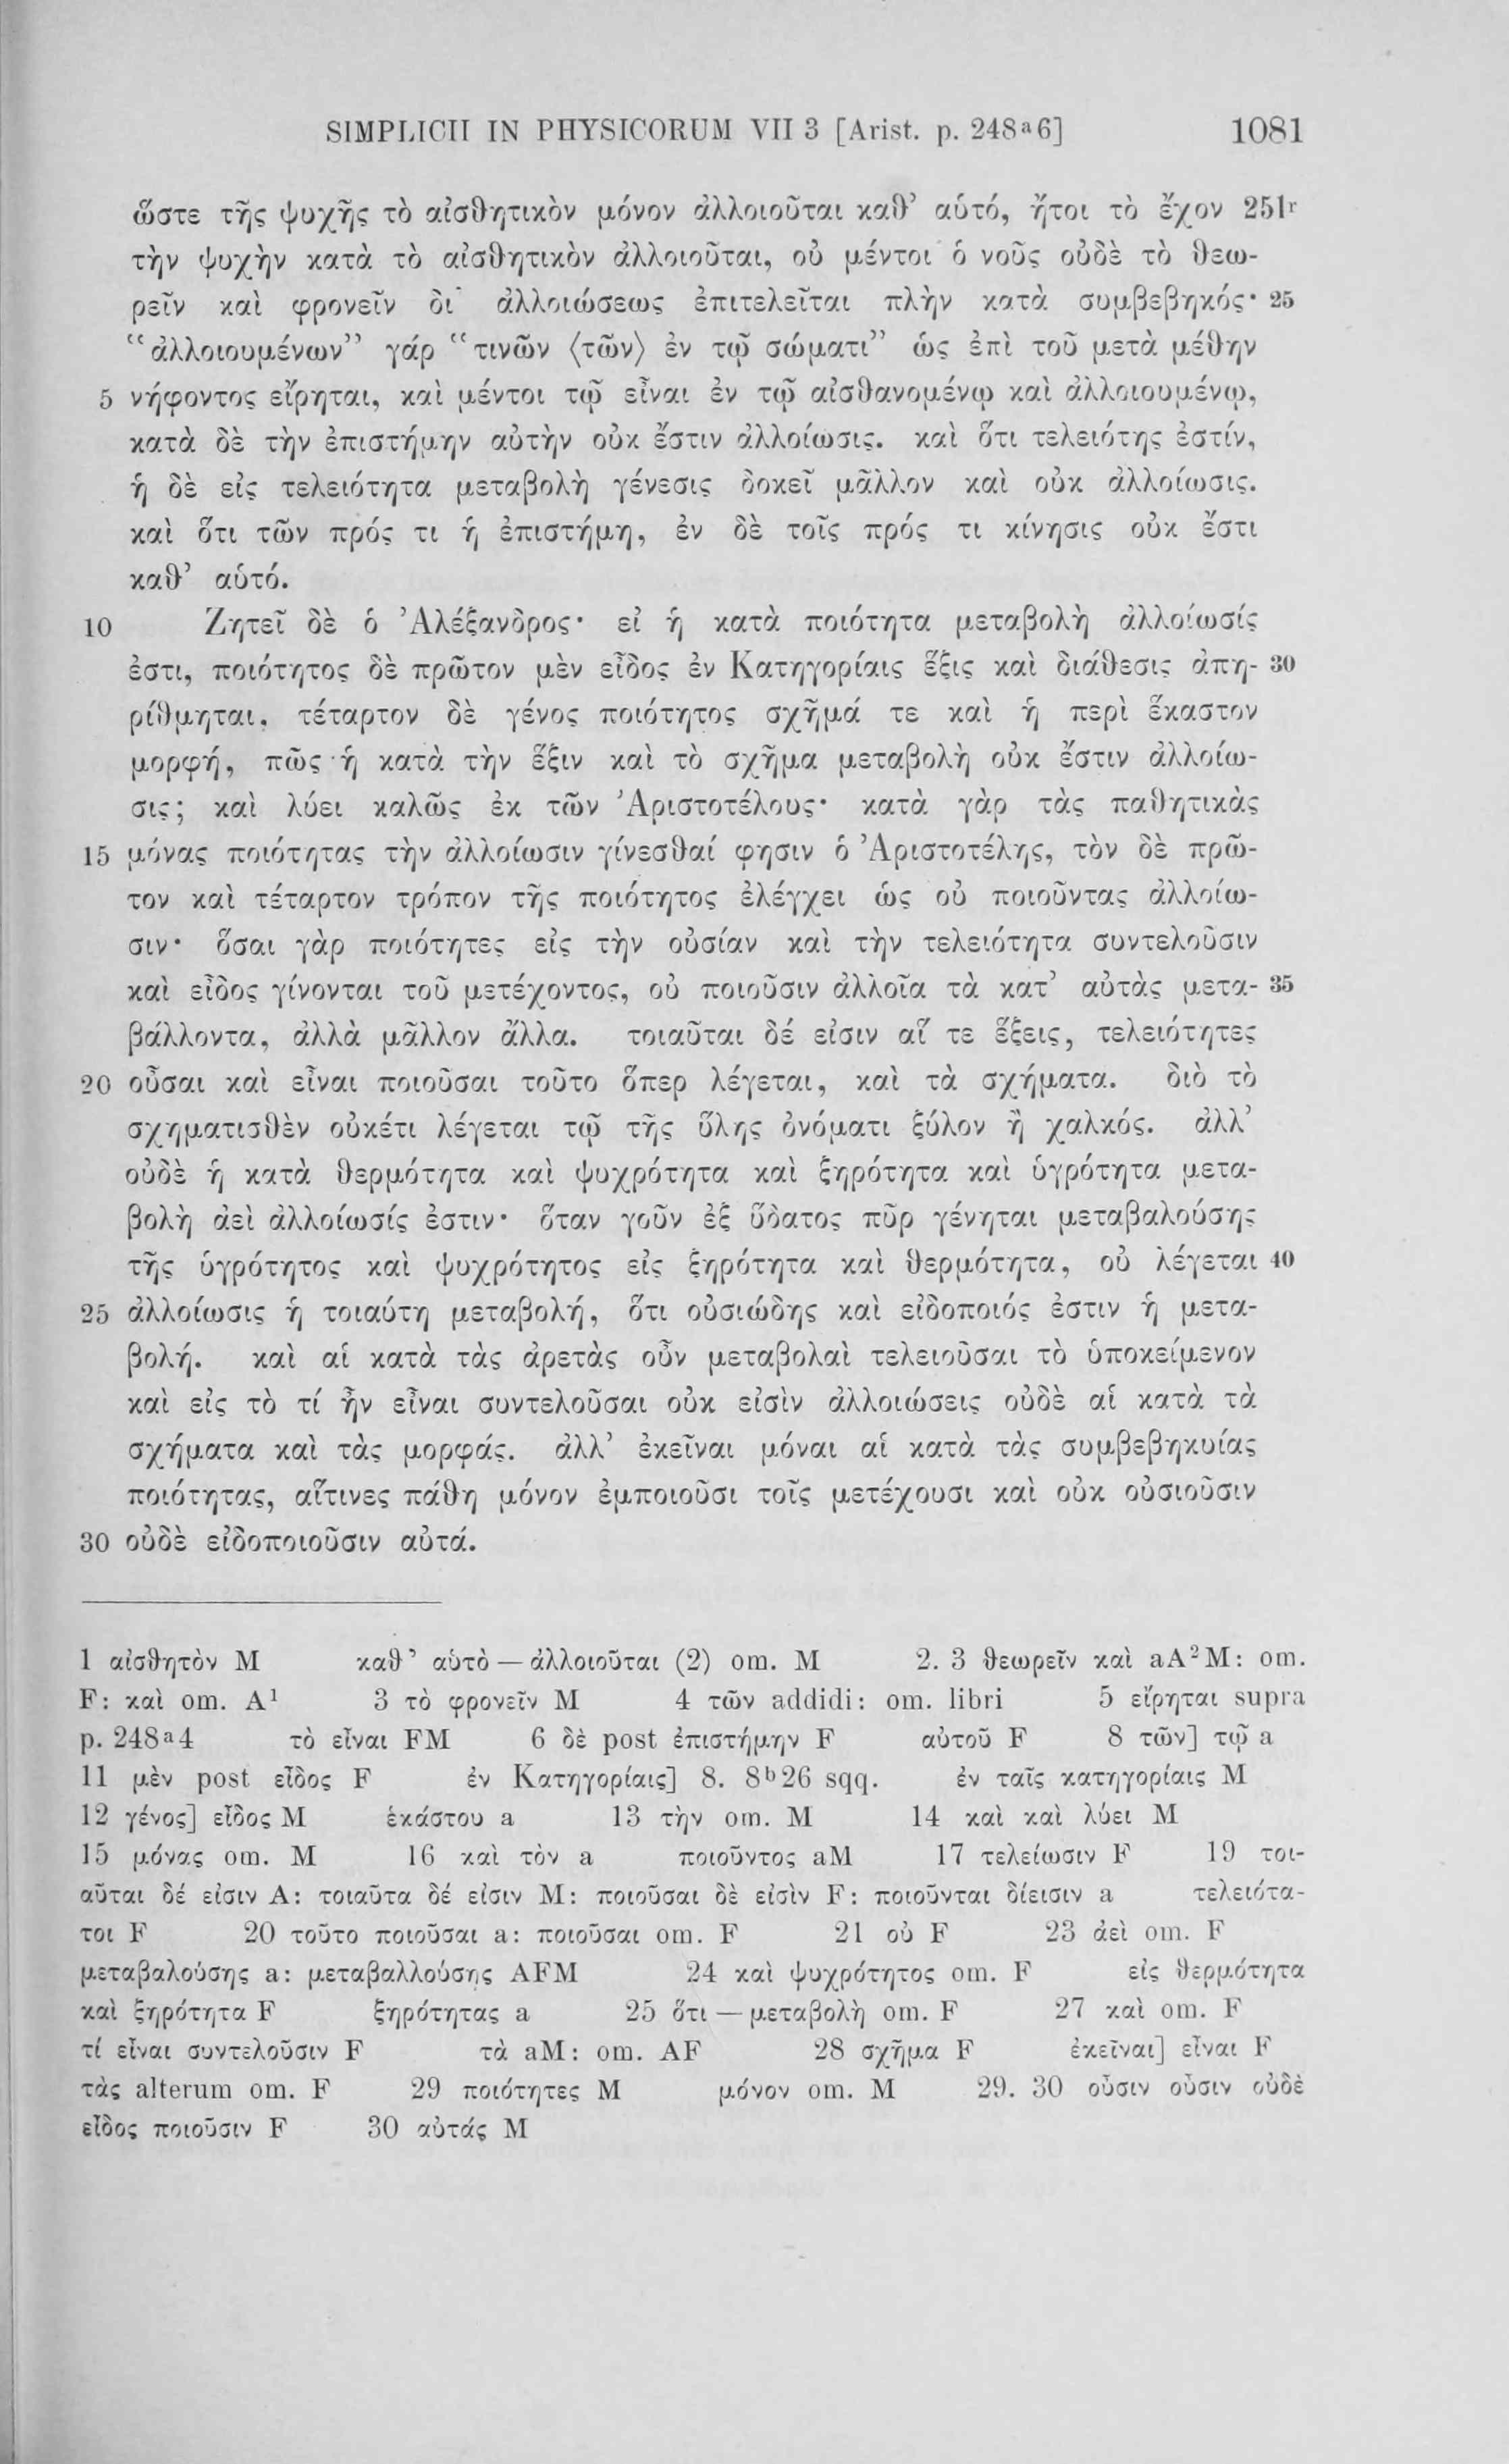 SIMPLICII IN PHYSICORUM VII 3 [Arist. p. 248ᵃ6] 1081
ὥστε τῆς ψυχῆς τὸ αἰσθητικὸν μόνον ἀλλοιοῦται καθ’ αὑτό, ἤτοι τὸ ἔχον 251ʳ
τὴν ψυχὴν κατὰ τὸ αἰσθητικὸν ἀλλοιοῦται, οὐ μέντοι ὁ νοῦς οὐδὲ τὸ θεω-
ρεῖν καὶ φρονεῖν δι’ ἀλλοιώσεως ἐπιτελεῖται πλὴν κατὰ συμβεβηκός· 25
“ἀλλοιουμένων” γάρ “τινῶν ⟨τῶν⟩ ἐν τῷ σώματι” ὡς ἐπὶ τοῦ μετὰ μέθην
5 νήφοντος εἴρηται, καὶ μέντοι τῷ εἶναι ἐν τῷ αἰσθανομένῳ καὶ ἀλλοιουμένῳ,
κατὰ δὲ τὴν ἐπιστήμην αὐτὴν οὐκ ἔστιν ἀλλοίωσις. καὶ ὅτι τελειότης ἐστίν,
ἡ δὲ εἰς τελειότητα μεταβολὴ γένεσις δοκεῖ μᾶλλον καὶ οὐκ ἀλλοίωσις.
καὶ ὅτι τῶν πρός τι ἡ ἐπιστήμη, ἐν δὲ τοῖς πρός τι κίνησις οὐκ ἔστι
καθ’ αὑτό.
10 Ζητεῖ δὲ ὁ Ἀλέξανδρος· εἰ ἡ κατὰ ποιότητα μεταβολὴ ἀλλοίωσίς
ἐστι, ποιότητος δὲ πρῶτον μὲν εἶδος ἐν Κατηγορίαις ἕξις καὶ διάθεσις ἀπη- 30
ρίθμηται, τέταρτον δὲ γένος ποιότητος σχῆμά τε καὶ ἡ περὶ ἕκαστον
μορφή, πῶς ἡ κατὰ τὴν ἕξιν καὶ τὸ σχῆμα μεταβολὴ οὐκ ἔστιν ἀλλοίω-
σις; καὶ λύει καλῶς ἐκ τῶν Ἀριστοτέλους· κατὰ γὰρ τὰς παθητικὰς
15 μόνας ποιότητας τὴν ἀλλοίωσιν γίνεσθαί φησιν ὁ Ἀριστοτέλης, τὸν δὲ πρῶ-
τον καὶ τέταρτον τρόπον τῆς ποιότητος ἐλέγχει ὡς οὐ ποιοῦντας ἀλλοίω-
σιν· ὅσαι γὰρ ποιότητες εἰς τὴν οὐσίαν καὶ τὴν τελειότητα συντελοῦσιν
καὶ εἶδος γίνονται τοῦ μετέχοντος, οὐ ποιοῦσιν ἀλλοῖα τὰ κατ’ αὐτὰς μετα- 35
βάλλοντα, ἀλλὰ μᾶλλον ἄλλα. τοιαῦται δέ εἰσιν αἵ τε ἕξεις, τελειότητες
20 οὖσαι καὶ εἶναι ποιοῦσαι τοῦτο ὅπερ λέγεται, καὶ τὰ σχήματα. διὸ τὸ
σχηματισθὲν οὐκέτι λέγεται τῷ τῆς ὕλης ὀνόματι ξύλον ἢ χαλκός. ἀλλ’
οὐδὲ ἡ κατὰ θερμότητα καὶ ψυχρότητα καὶ ξηρότητα καὶ ὑγρότητα μετα-
βολὴ ἀεὶ ἀλλοίωσίς ἐστιν· ὅταν γοῦν ἐξ ὕδατος πῦρ γένηται μεταβαλούσης
τῆς ὑγρότητος καὶ ψυχρότητος εἰς ξηρότητα καὶ θερμότητα, οὐ λέγεται 40
25 ἀλλοίωσις ἡ τοιαύτη μεταβολή, ὅτι οὐσιώδης καὶ εἰδοποιός ἐστιν ἡ μετα-
βολή. καὶ αἱ κατὰ τὰς ἀρετὰς οὖν μεταβολαὶ τελειοῦσαι τὸ ὑποκείμενον
καὶ εἰς τὸ τί ἦν εἶναι συντελοῦσαι οὐκ εἰσὶν ἀλλοιώσεις οὐδὲ αἱ κατὰ τὰ
σχήματα καὶ τὰς μορφάς. ἀλλ’ ἐκεῖναι μόναι αἱ κατὰ τὰς συμβεβηκυίας
ποιότητας, αἵτινες πάθη μόνον ἐμποιοῦσι τοῖς μετέχουσι καὶ οὐκ οὐσιοῦσιν
30 οὐδὲ εἰδοποιοῦσιν αὐτά.
1 αἰσθητὸν M καθ’ αὑτὸ — ἀλλοιοῦται (2) om. M 2. 3 θεωρεῖν καὶ aA²M: om.
F: καὶ om. A¹ 3 τὸ φρονεῖν M 4 τῶν addidi: om. libri 5 εἴρηται supra
p. 248ᵃ4 τὸ εἶναι FM 6 δὲ post ἐπιστήμην F αὐτοῦ F 8 τῶν] τῷ a
11 μὲν post εἶδος F ἐν Κατηγορίαις] 8. 8ᵇ26 sqq. ἐν ταῖς κατηγορίαις M
12 γένος] εἶδος M ἑκάστου a 13 τὴν om. M 14 καὶ καὶ λύει M
15 μόνας om. M 16 καὶ τὸν a ποιοῦντος aM 17 τελείωσιν F 19 τοι-
αῦται δέ εἰσιν A: τοιαῦτα δέ εἰσιν M: ποιοῦσαι δὲ εἰσὶν F: ποιοῦνται δίεισιν a τελειότα-
τοι F 20 τοῦτο ποιοῦσαι a: ποιοῦσαι om. F 21 οὐ F 23 ἀεὶ om. F
μεταβαλούσης a: μεταβαλλούσης AFM 24 καὶ ψυχρότητος om. F εἰς θερμότητα
καὶ ξηρότητα F ξηρότητας a 25 ὅτι — μεταβολὴ om. F 27 καὶ om. F
τί εἶναι συντελοῦσιν F τὰ aM: om. AF 28 σχῆμα F ἐκεῖναι] εἶναι F
τὰς alterum om. F 29 ποιότητες M μόνον om. M 29. 30 οὖσιν οὖσιν οὐδὲ
εἶδος ποιοῦσιν F 30 αὐτάς M